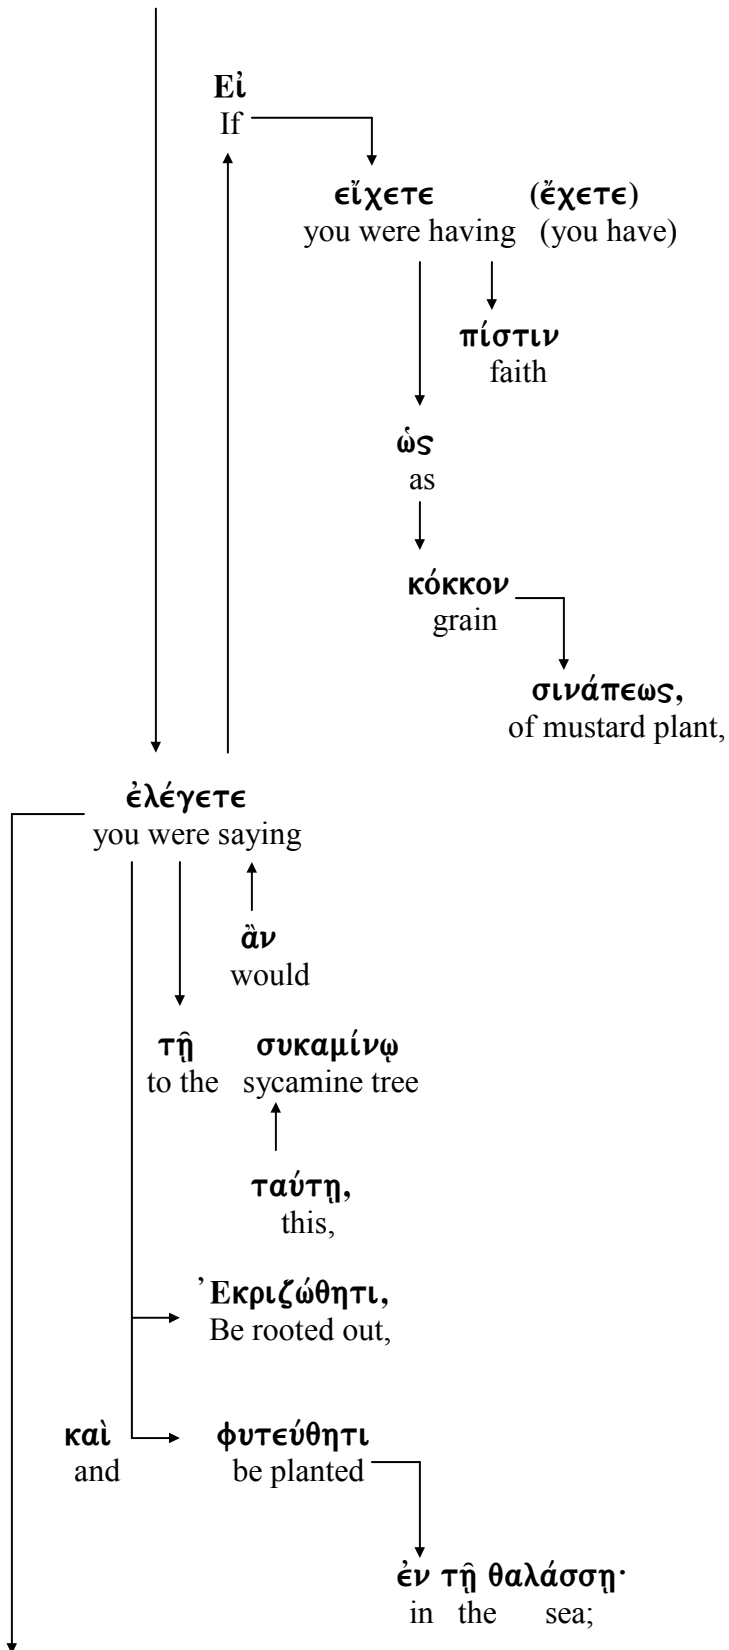 Εἰ
If
εἴχετε (ἔχετε)
you were having (you have)
πίστιν
faith
ὡς
as
κόκκον
grain
σινάπεως,
of mustard plant,
ἐλέγετε
you were saying
ἂν
would
τῇ συκαμίνῳ
to the sycamine tree
ταύτῃ,
this,
Ἐκριζώθητι,
Be rooted out,
καὶ φυτεύθητι
and be planted
ἐν τῇ θαλάσσῃ·
in the sea;